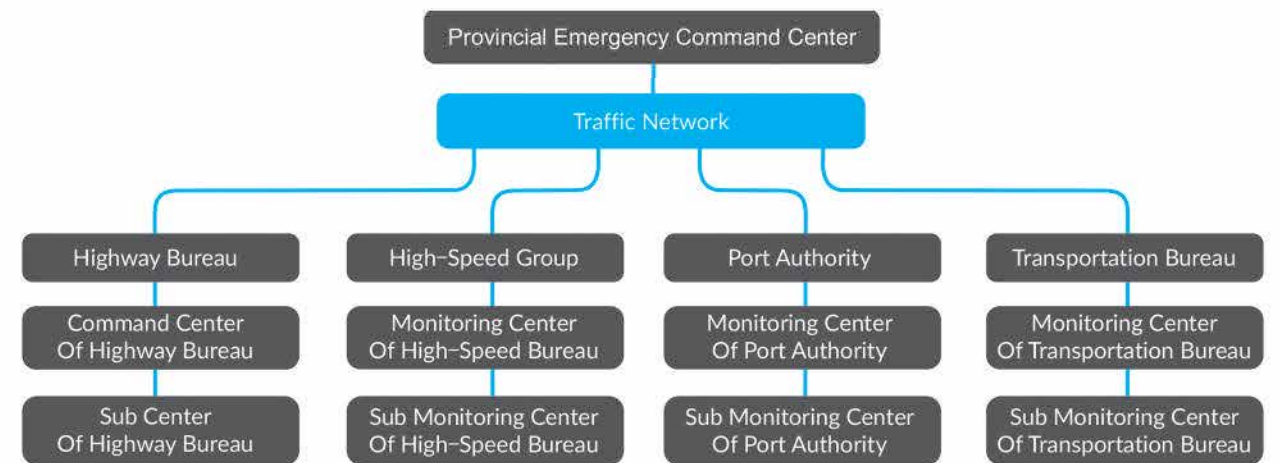 Provincial Emergency Command Center
Traffic Network
Highway Bureau
High-Speed Group
Port Authority
Transportation Bureau
Command Center
Of Highway Bureau
Monitoring Center
Of High-Speed Bureau
Monitoring Center
Of Port Authority
Monitoring Center
Of Transportation Bureau
Sub Center
Of Highway Bureau
Sub Monitoring Center
Of High-Speed Bureau
Sub Monitoring Center
Of Port Authority
Sub Monitoring Center
Of Transportation Bureau